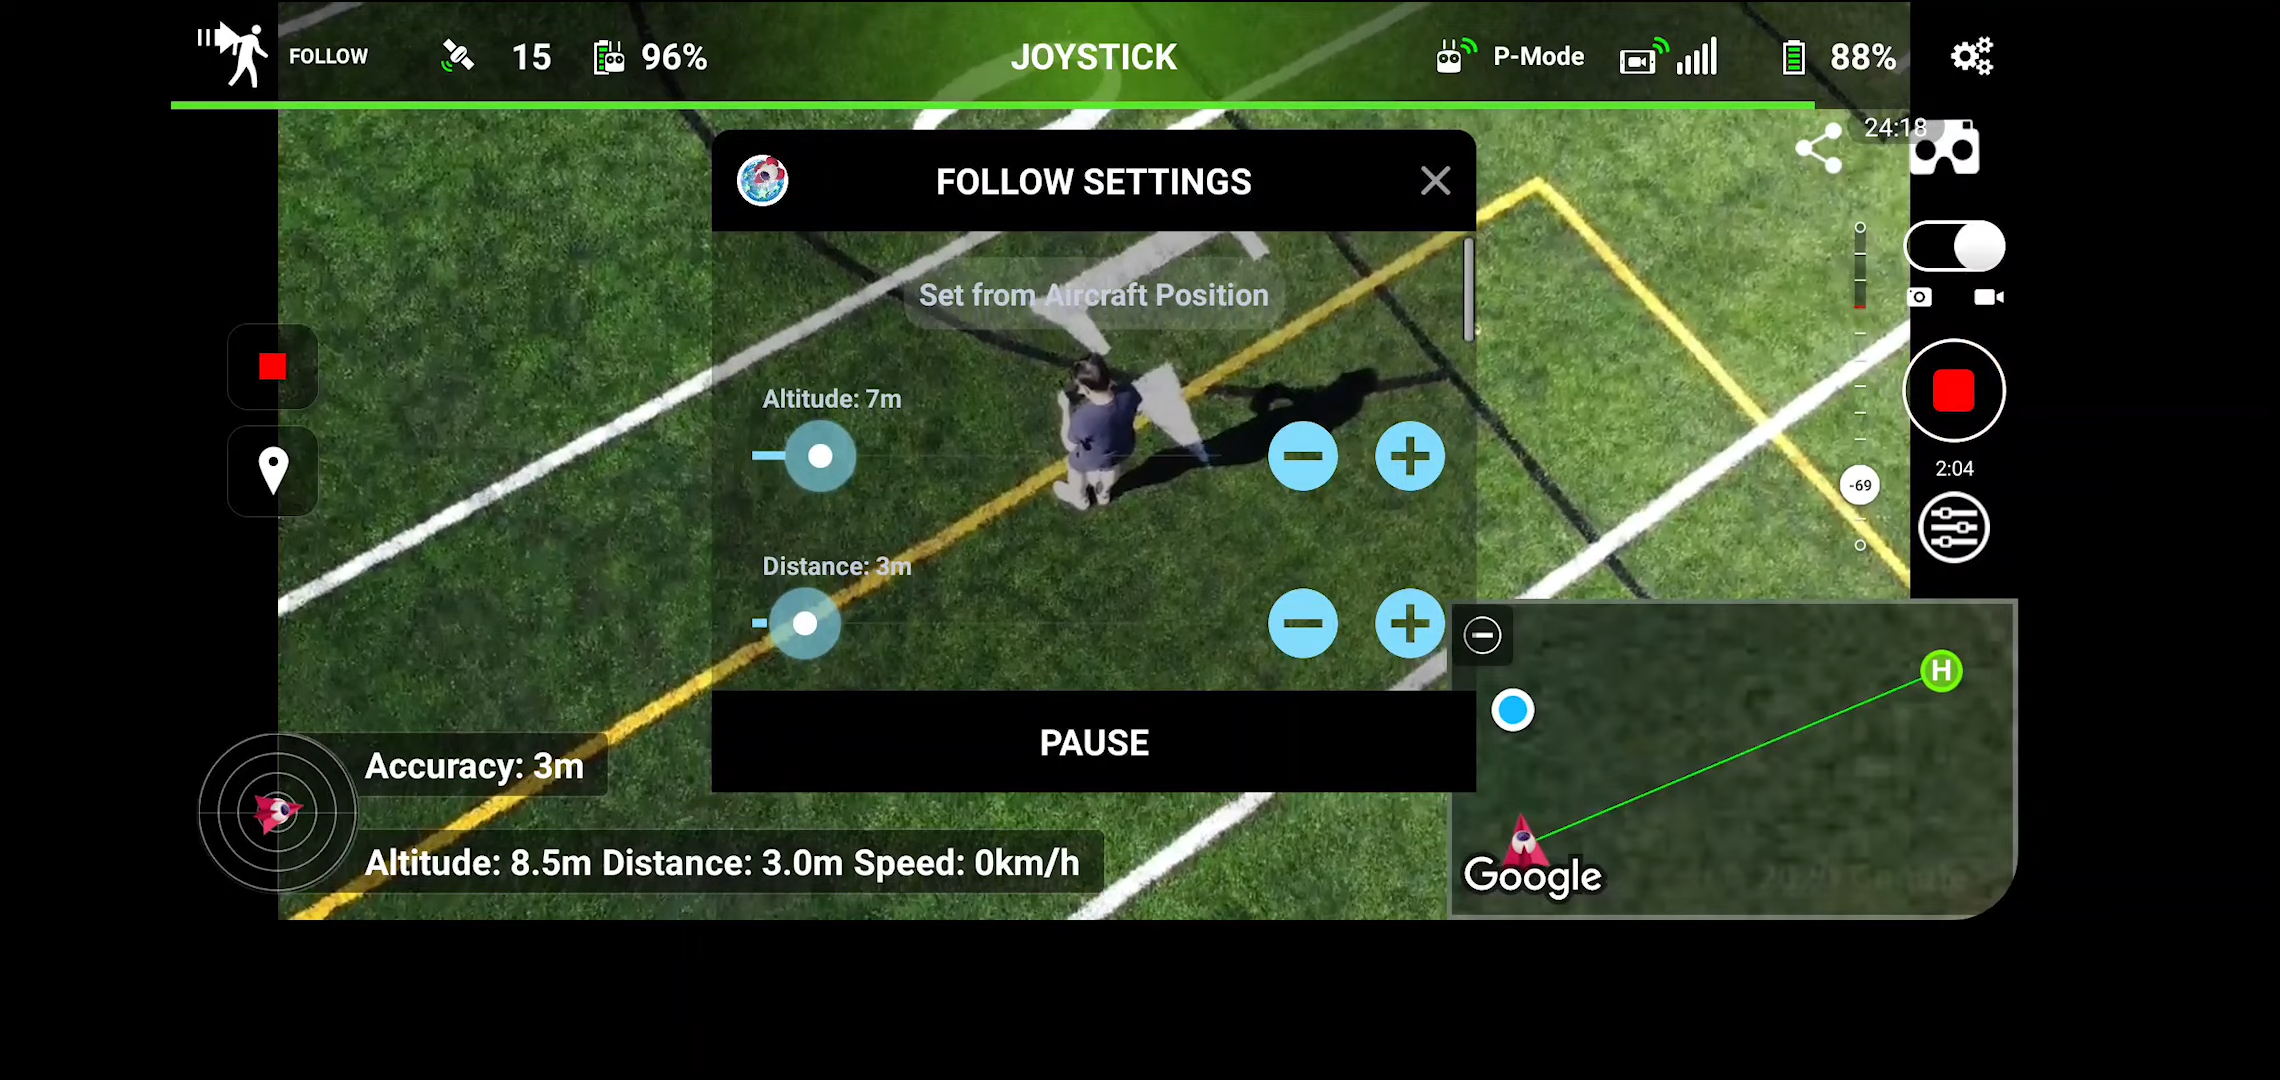 FOLLOW
15
96%
JOYSTICK
P-Mode
88%
24:18
FOLLOW SETTINGS
Set from Aircraft Position
Altitude: 7m
Distance: 3m
-69
2:04
PAUSE
H
Accuracy: 3m
Altitude: 8.5m Distance: 3.0m Speed: 0km/h
Google